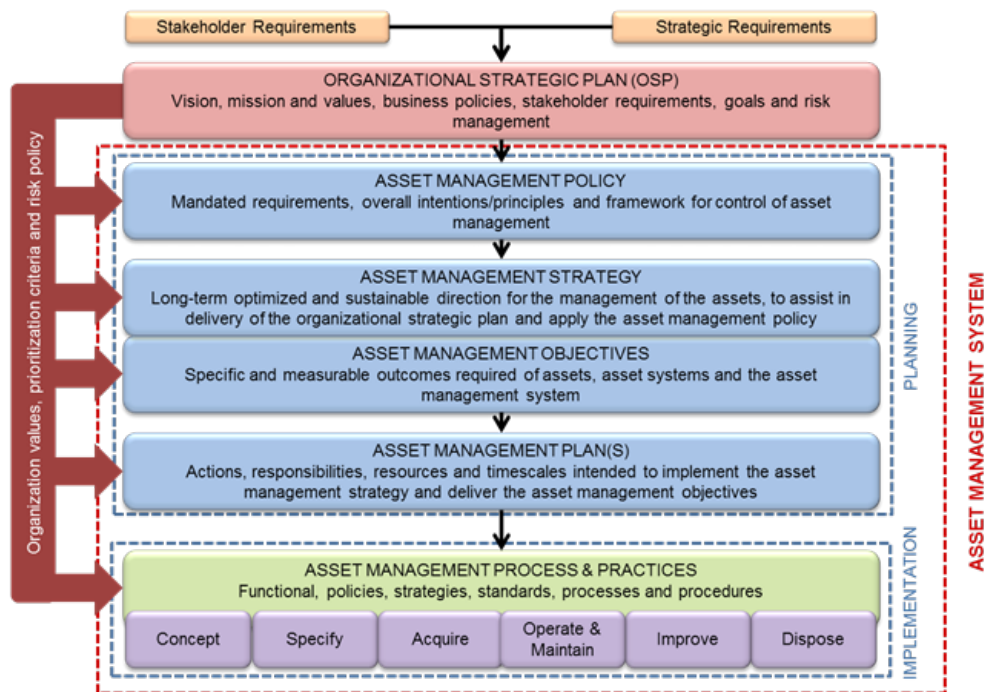 Stakeholder Requirements
Strategic Requirements
ORGANIZATIONAL STRATEGIC PLAN (OSP)
Vision, mission and values, business policies, stakeholder requirements, goals and risk
management
Organization values, prioritization criteria and risk policy
ASSET MANAGEMENT POLICY
Mandated requirements, overall intentions/principles and framework for control of asset
management
ASSET MANAGEMENT STRATEGY
Long-term optimized and sustainable direction for the management of the assets, to assist in
delivery of the organizational strategic plan and apply the asset management policy
ASSET MANAGEMENT OBJECTIVES
Specific and measurable outcomes required of assets, asset systems and the asset
management system
ASSET MANAGEMENT PLAN(S)
Actions, responsibilities, resources and timescales intended to implement the asset
management strategy and deliver the asset management objectives
PLANNING
ASSET MANAGEMENT PROCESS & PRACTICES
Functional, policies, strategies, standards, processes and procedures
Concept
Specify
Acquire
Operate &
Maintain
Improve
Dispose
IMPLEMENTATION
ASSET MANAGEMENT SYSTEM